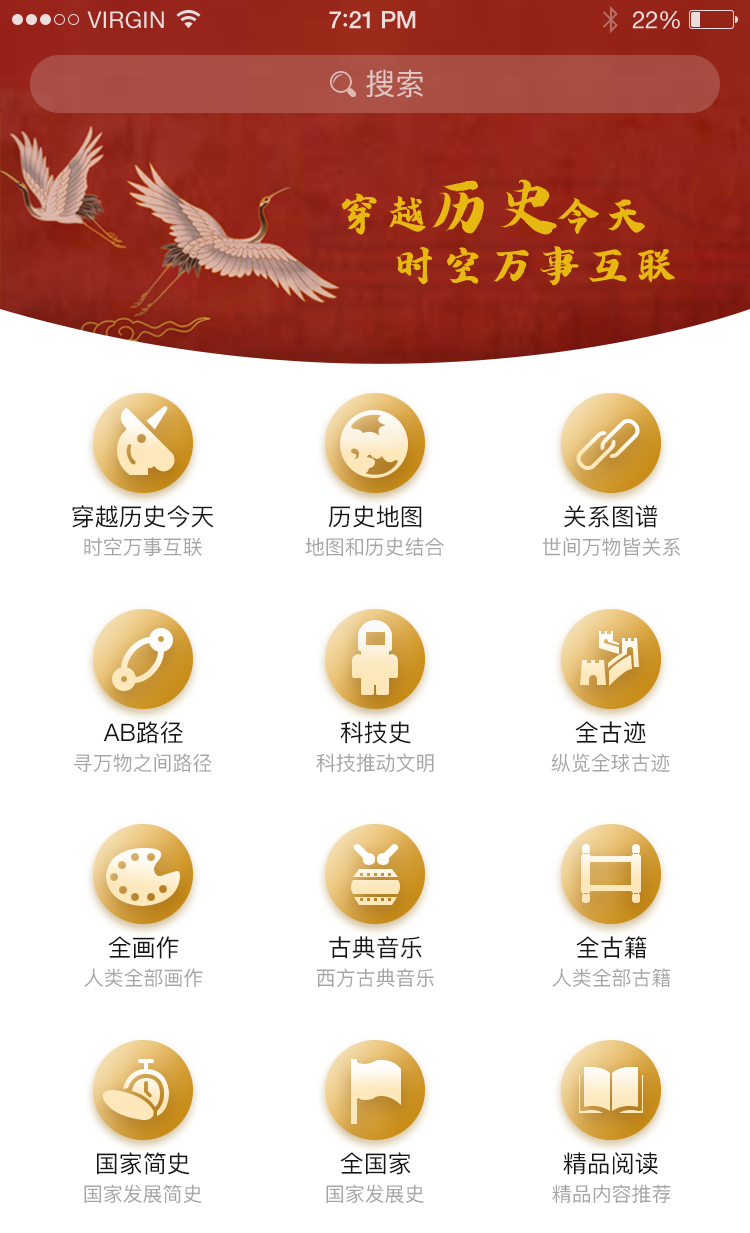 VIRGIN 7:21 PM 22%
搜索
穿越历史今天
时空万事互联
穿越历史今天 历史地图 关系图谱
时空万事互联 地图和历史结合 世间万物皆关系
AB路径 科技史 全古迹
寻万物之间路径 科技推动文明 纵览全球古迹
全画作 古典音乐 全古籍
人类全部画作 西方古典音乐 人类全部古籍
国家简史 全国家 精品阅读
国家发展简史 国家发展史 精品内容推荐